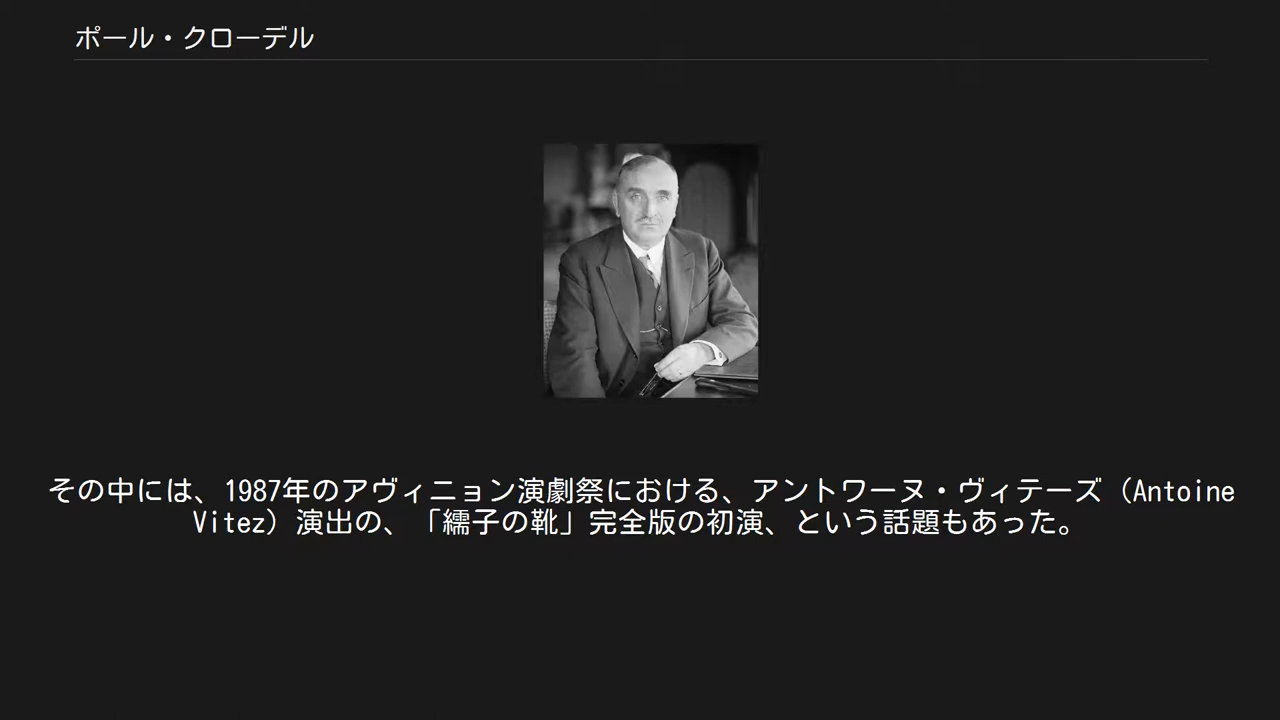 ポール・クローデル
その中には、1987年のアヴィニョン演劇祭における、アントワーヌ・ヴィテーズ（Antoine
Vitez）演出の、「繻子の靴」完全版の初演、という話題もあった。